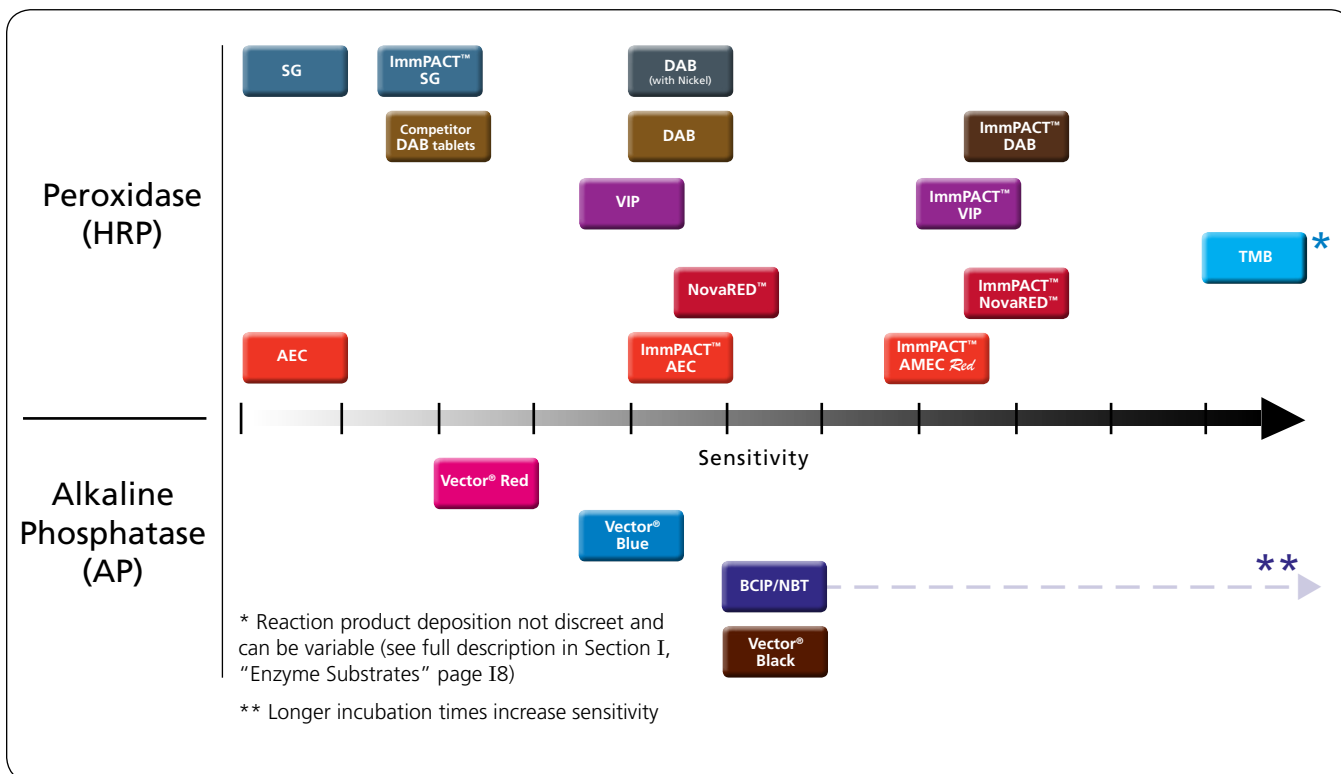 SG
ImmPACT™
SG
DAB
(with Nickel)
Competitor
DAB tablets
DAB
ImmPACT™
DAB
Peroxidase
(HRP)
VIP
ImmPACT™
VIP
TMB
*
NovaRED™
ImmPACT™
NovaRED™
AEC
ImmPACT™
AEC
ImmPACT™
AMEC Red
Sensitivity
Alkaline
Phosphatase
(AP)
Vector® Red
Vector®
Blue
BCIP/NBT
**
Vector®
Black
* Reaction product deposition not discreet and
can be variable (see full description in Section I,
“Enzyme Substrates” page I8)
** Longer incubation times increase sensitivity